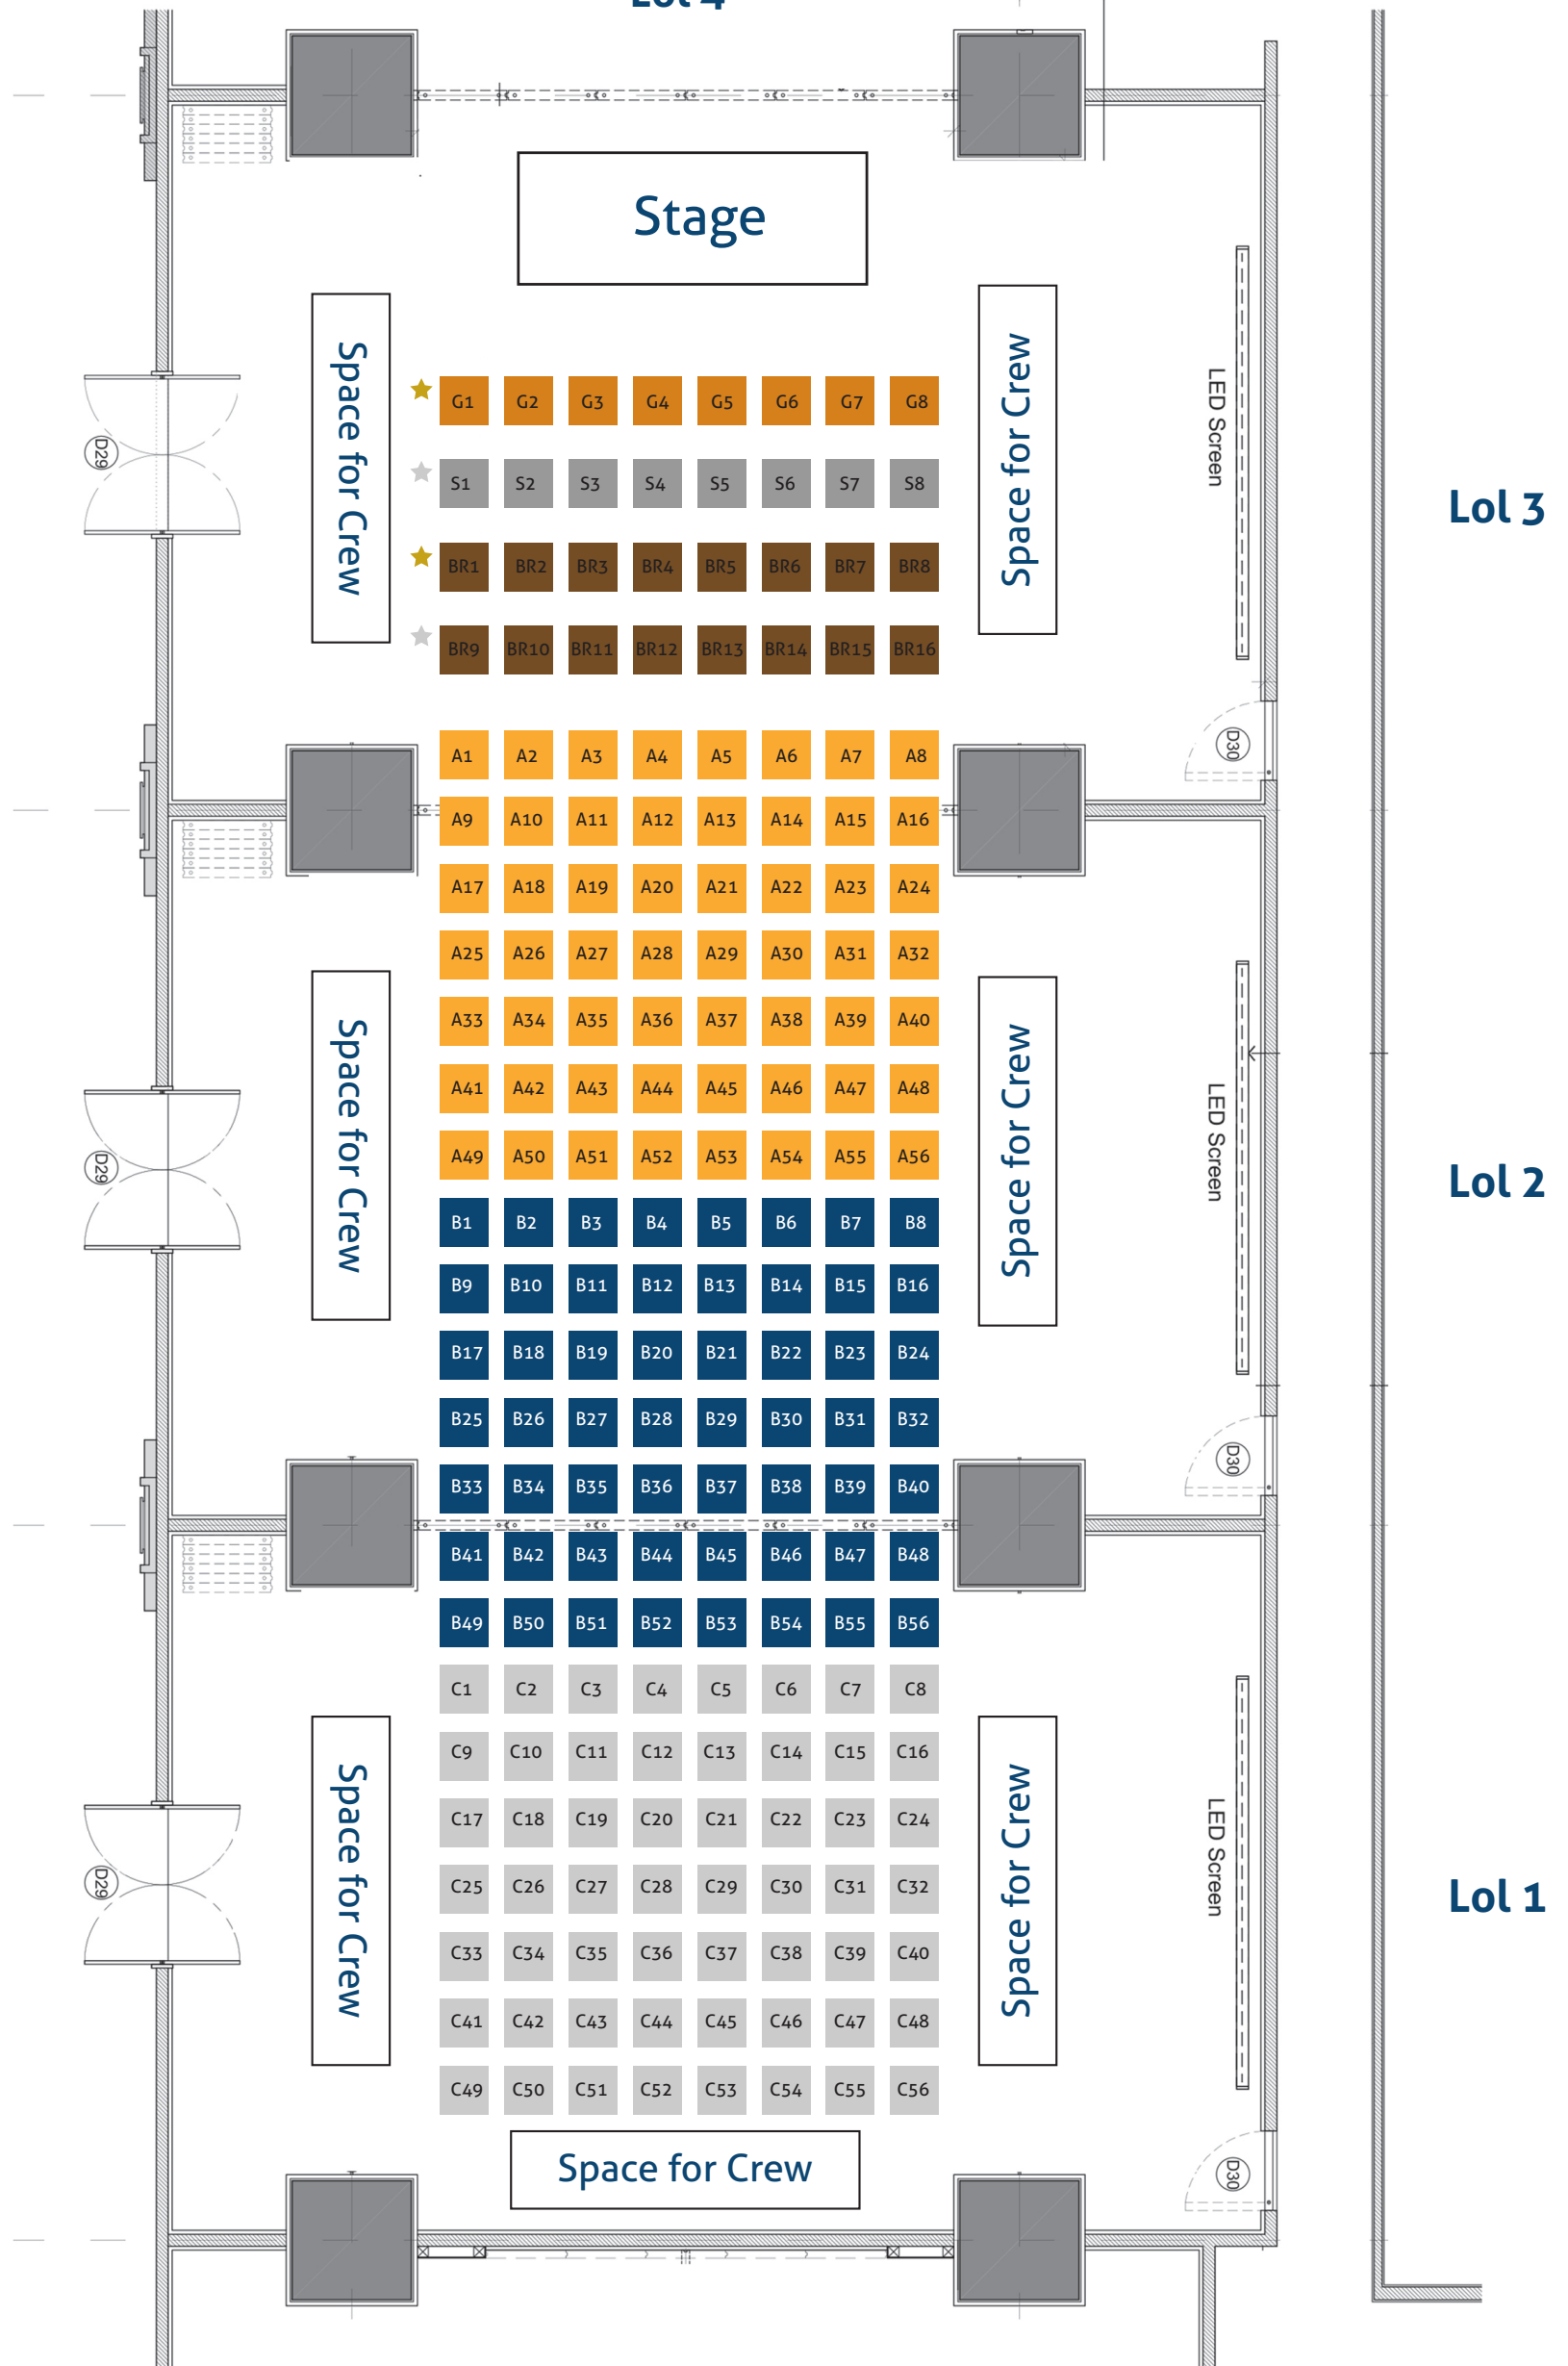 Lol 4
Stage
Space for Crew
Space for Crew
LED Screen
Lol 3
D29
G1 G2 G3 G4 G5 G6 G7 G8
S1 S2 S3 S4 S5 S6 S7 S8
BR1 BR2 BR3 BR4 BR5 BR6 BR7 BR8
BR9 BR10 BR11 BR12 BR13 BR14 BR15 BR16
D30
A1 A2 A3 A4 A5 A6 A7 A8
A9 A10 A11 A12 A13 A14 A15 A16
A17 A18 A19 A20 A21 A22 A23 A24
A25 A26 A27 A28 A29 A30 A31 A32
A33 A34 A35 A36 A37 A38 A39 A40
A41 A42 A43 A44 A45 A46 A47 A48
A49 A50 A51 A52 A53 A54 A55 A56
Space for Crew
Space for Crew
LED Screen
Lol 2
D29
B1 B2 B3 B4 B5 B6 B7 B8
B9 B10 B11 B12 B13 B14 B15 B16
B17 B18 B19 B20 B21 B22 B23 B24
B25 B26 B27 B28 B29 B30 B31 B32
D30
B33 B34 B35 B36 B37 B38 B39 B40
B41 B42 B43 B44 B45 B46 B47 B48
B49 B50 B51 B52 B53 B54 B55 B56
C1 C2 C3 C4 C5 C6 C7 C8
C9 C10 C11 C12 C13 C14 C15 C16
C17 C18 C19 C20 C21 C22 C23 C24
C25 C26 C27 C28 C29 C30 C31 C32
C33 C34 C35 C36 C37 C38 C39 C40
C41 C42 C43 C44 C45 C46 C47 C48
C49 C50 C51 C52 C53 C54 C55 C56
Space for Crew
Space for Crew
LED Screen
Lol 1
D29
Space for Crew
D30